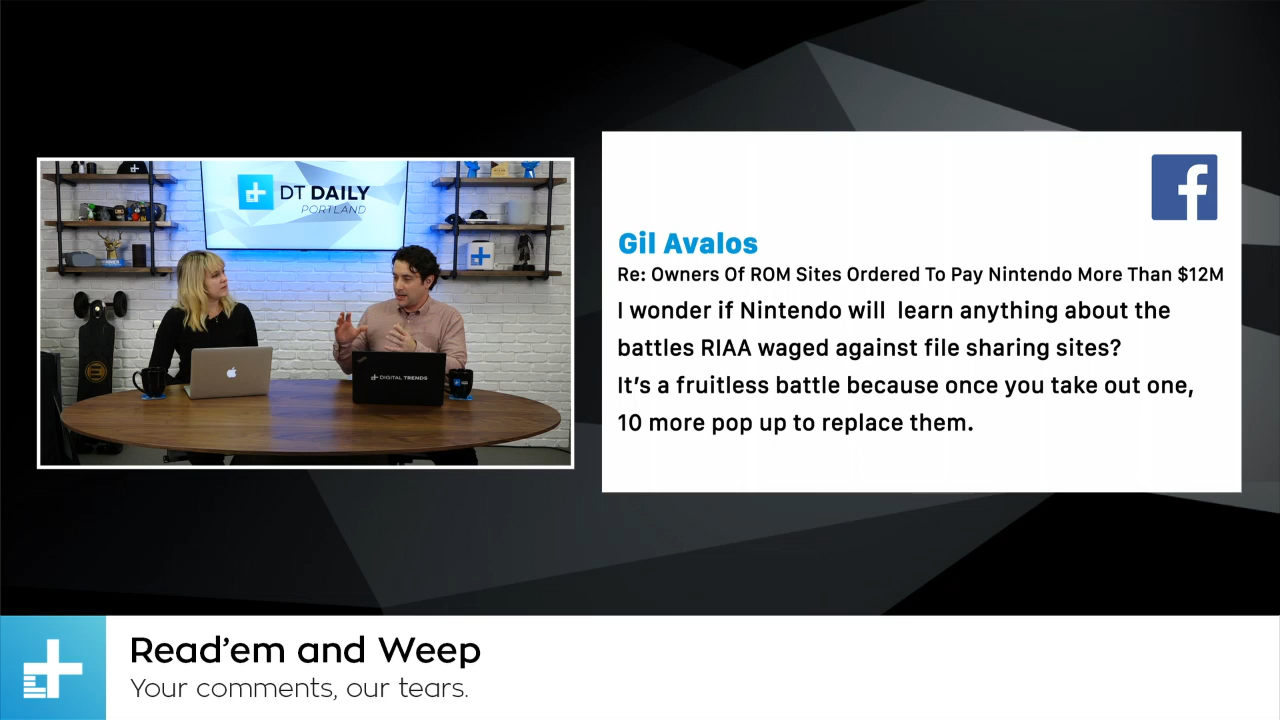 DT DAILY
PORTLAND
DIGITAL TRENDS
Gil Avalos
Re: Owners Of ROM Sites Ordered To Pay Nintendo More Than $12M
I wonder if Nintendo will learn anything about the
battles RIAA waged against file sharing sites?
It's a fruitless battle because once you take out one,
10 more pop up to replace them.
Read'em and Weep
Your comments, our tears.